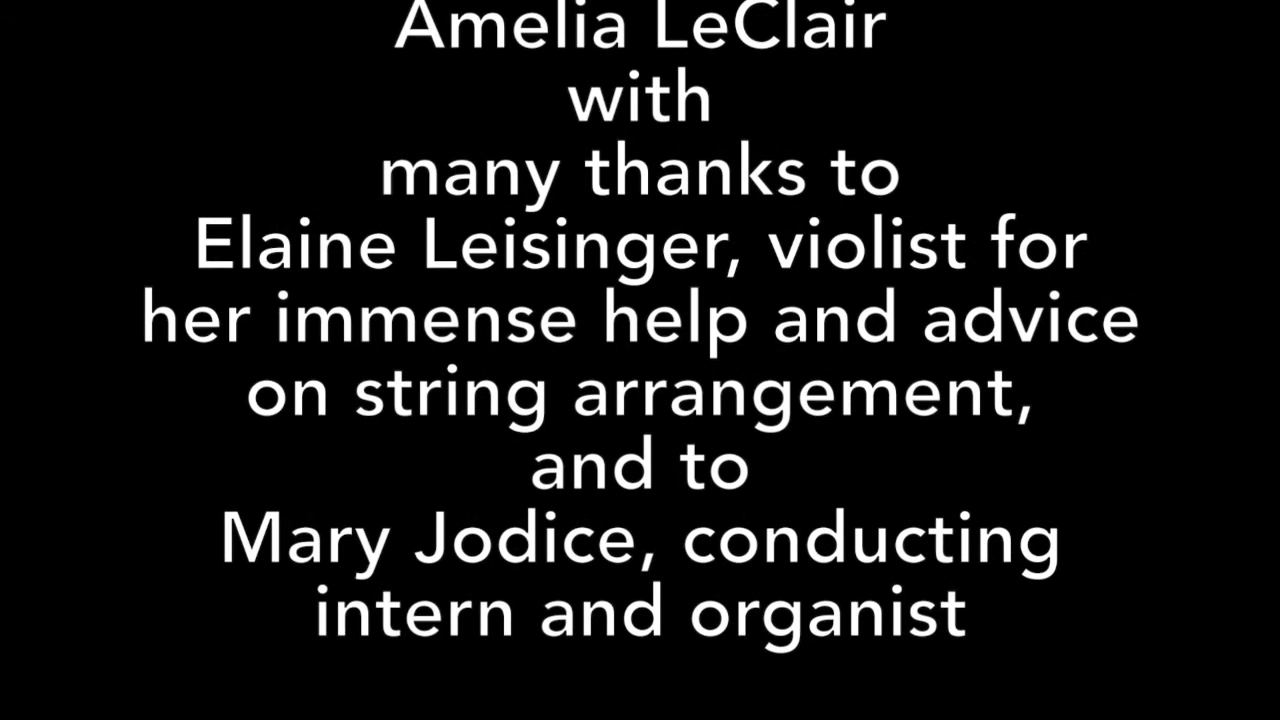 Amelia LeClair
with
many thanks to
Elaine Leisinger, violist for
her immense help and advice
on string arrangement,
and to
Mary Jodice, conducting
intern and organist